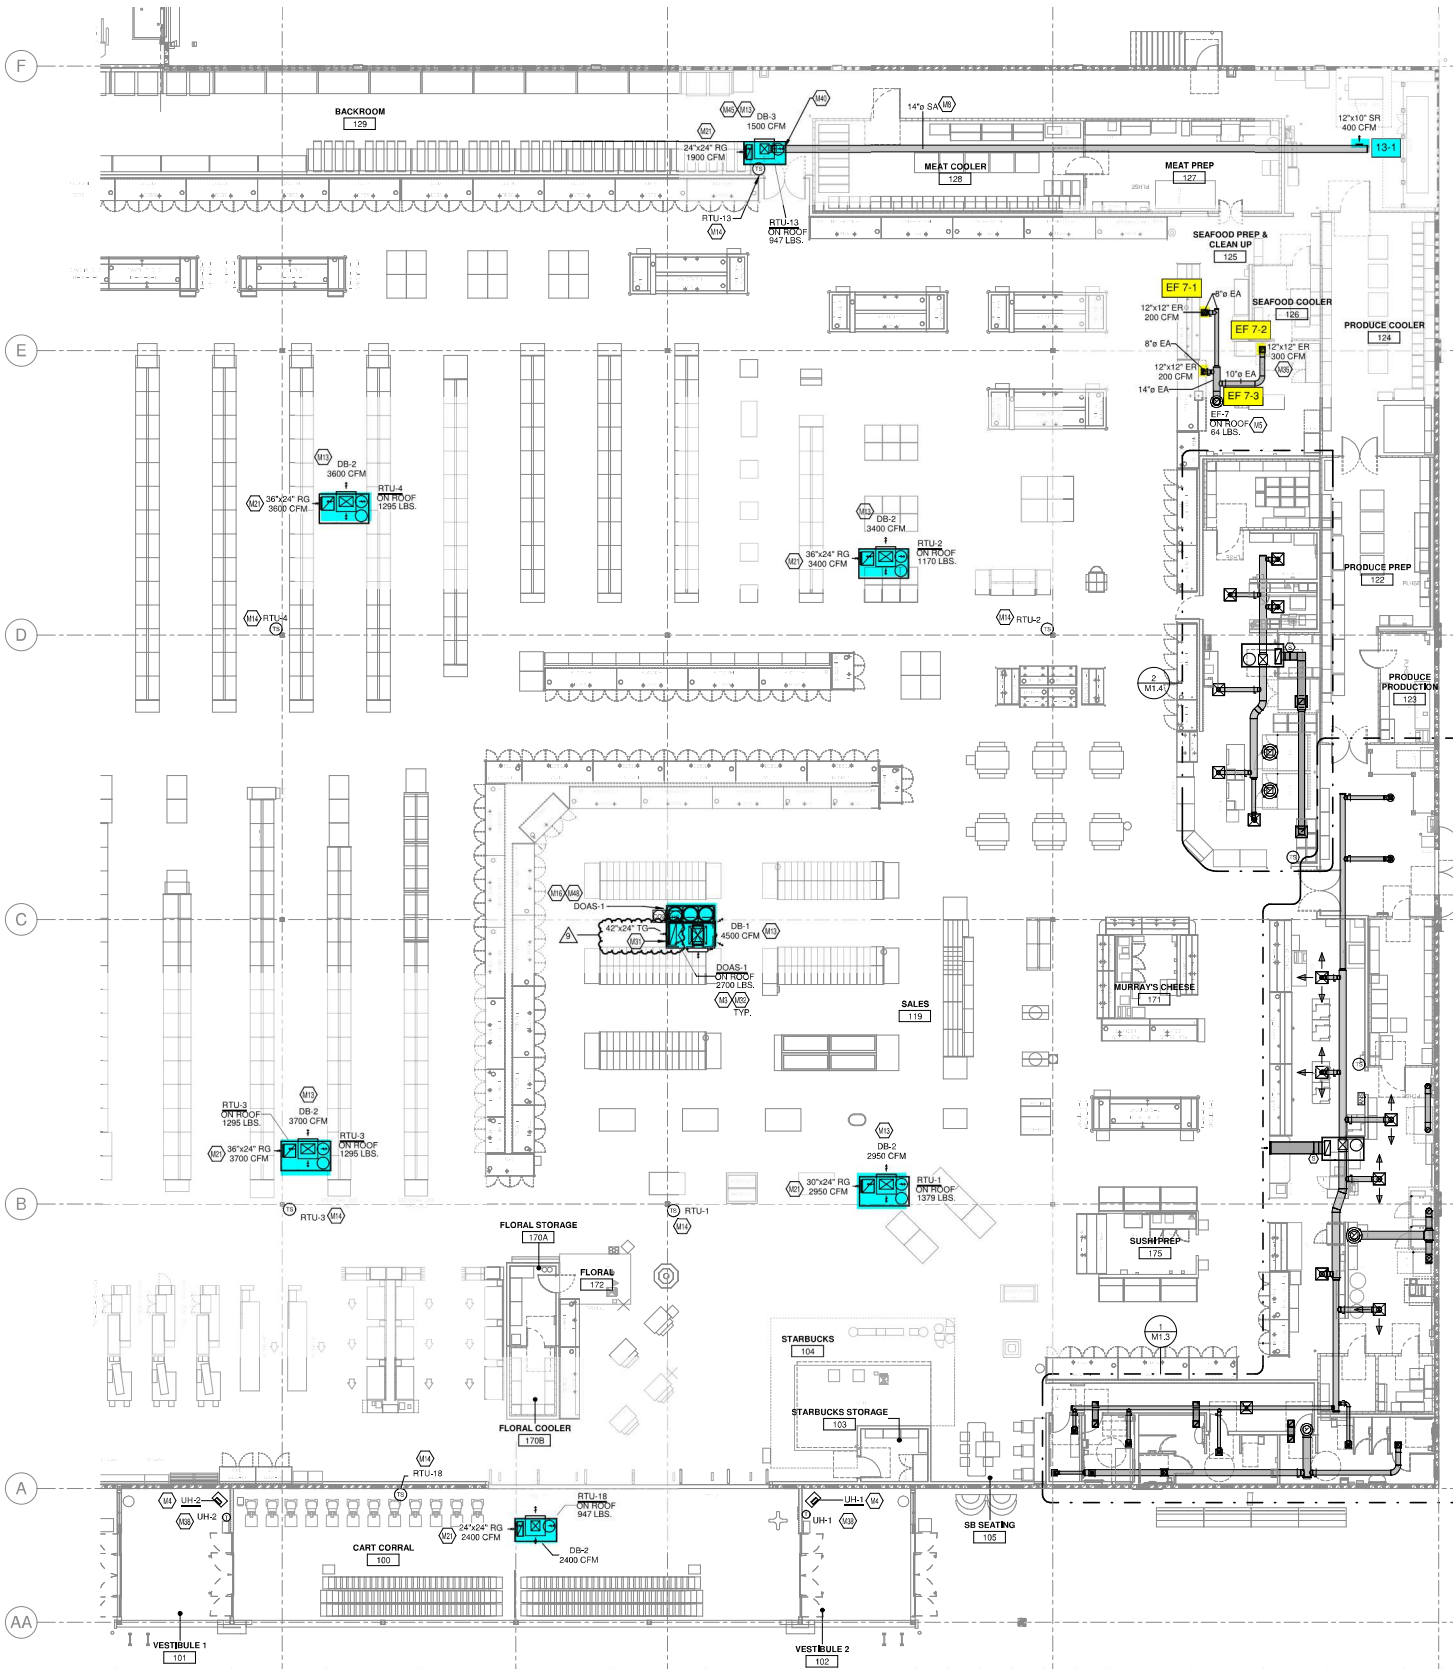 F
BACKROOM
129
M45
M13
DB-3
1500 CFM
M40
M21
24"x24" RG
1900 CFM
14"ø SA
M8
12"x10" SR
400 CFM
13-1
MEAT COOLER
128
MEAT PREP
127
TS
RTU-13
M14
RTU-13
ON ROOF
947 LBS.
SEAFOOD PREP &
CLEAN UP
125
EF 7-1
8"ø EA
12"x12" ER
200 CFM
SEAFOOD COOLER
126
EF 7-2
PRODUCE COOLER
124
E
8"ø EA
12"x12" ER
300 CFM
12"x12" ER
200 CFM
10"ø EA
14"ø EA
EF 7-3
EF-7
ON ROOF
64 LBS.
M5
M13
DB-2
3600 CFM
M21
36"x24" RG
3600 CFM
RTU-4
ON ROOF
1295 LBS.
M13
DB-2
3400 CFM
M21
36"x24" RG
3400 CFM
RTU-2
ON ROOF
1170 LBS.
PRODUCE PREP
122
M14
RTU-4
TS
M14
RTU-2
TS
D
S
2
M1.4
PRODUCE
PRODUCTION
123
TS
M16
M48
DOAS-1
C
9
42"x24" TG
M31
DB-1
4500 CFM
M13
DOAS-1
ON ROOF
2700 LBS.
M3
M32
TYP.
SALES
119
MURRAY'S CHEESE
171
TS
M13
RTU-3
ON ROOF
1295 LBS.
DB-2
3700 CFM
M21
36"x24" RG
3700 CFM
RTU-3
ON ROOF
1295 LBS.
M13
DB-2
2950 CFM
M21
30"x24" RG
2950 CFM
RTU-1
ON ROOF
1379 LBS.
S
B
TS
RTU-3
M14
TS
RTU-1
M14
FLORAL STORAGE
170A
FLORAL
172
SUSHI PREP
175
STARBUCKS
104
1
M1.3
STARBUCKS STORAGE
103
FLORAL COOLER
170B
M14
RTU-18
TS
A
M4
UH-2
M38
UH-2
T
RTU-18
ON ROOF
947 LBS.
M21
24"x24" RG
2400 CFM
DB-2
2400 CFM
CART CORRAL
100
UH-1
M4
T
UH-1
M38
SB SEATING
105
AA
VESTIBULE 1
101
VESTIBULE 2
102